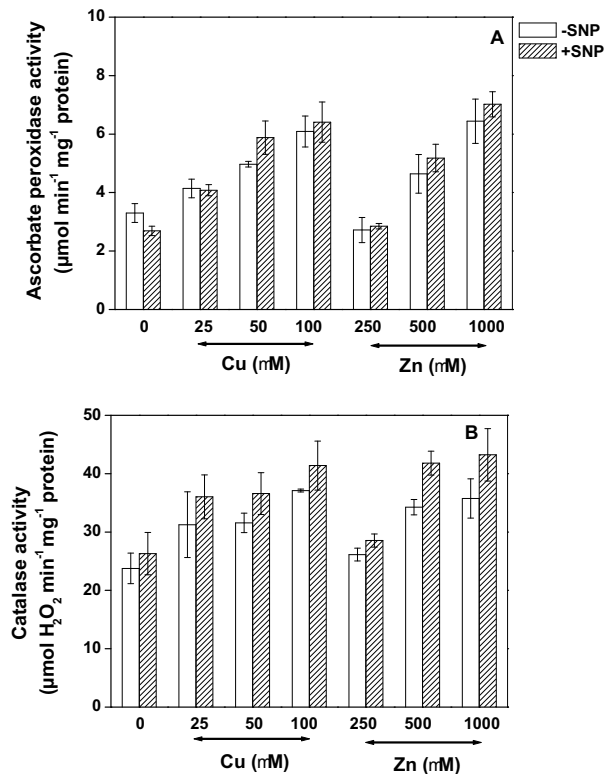 A
-SNP
+SNP
Ascorbate peroxidase activity
(µmol min-1 mg-1 protein)
8
6
4
2
0
0 25 50 100 250 500 1000
Cu (mM) Zn (mM)
B
Catalase activity
(µmol H2O2 min-1 mg-1 protein)
50
40
30
20
10
0
0 25 50 100 250 500 1000
Cu (mM) Zn (mM)